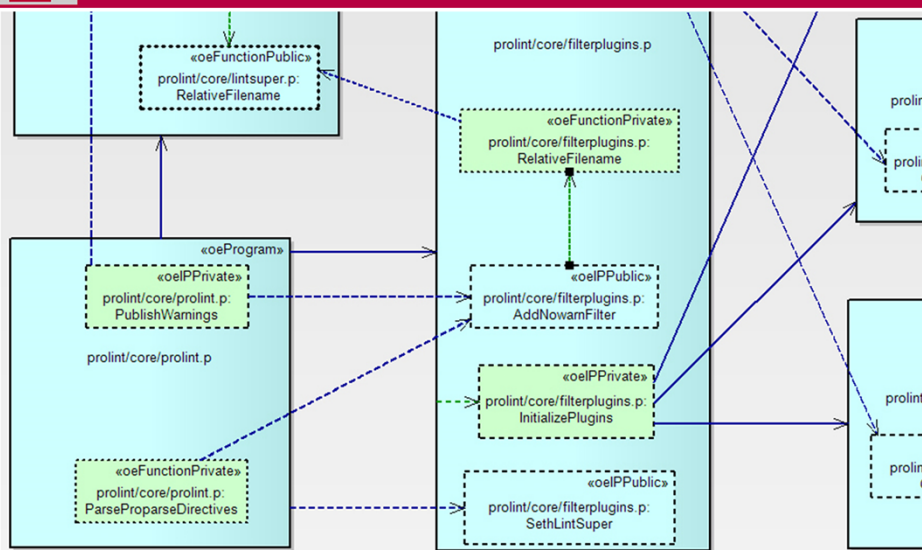 «oeFunctionPublic»
prolint/core/lintsuper.p:
RelativeFilename
prolint/core/filterplugins.p
«oeFunctionPrivate»
prolint/core/filterplugins.p:
RelativeFilename
«oeProgram»
«oeIPPrivate»
prolint/core/prolint.p:
PublishWarnings
prolint/core/prolint.p
«oeFunctionPrivate»
prolint/core/prolint.p:
ParseProparseDirectives
«oeIPPublic»
prolint/core/filterplugins.p:
AddNowarnFilter
«oeIPPrivate»
prolint/core/filterplugins.p:
InitializePlugins
«oeIPPublic»
prolint/core/filterplugins.p:
SethLintSuper